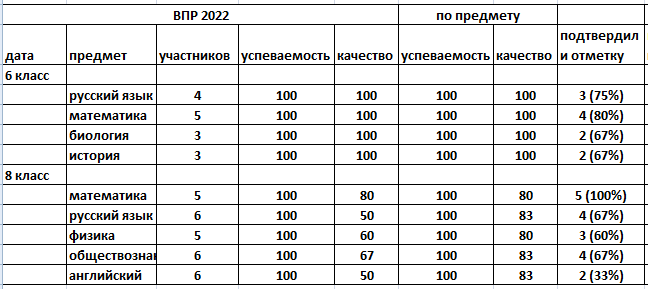 ВПР 2022 по предмету
дата предмет участников успеваемость качество успеваемость качество подтвердил
и отметку
6 класс
русский язык 4 100 100 100 100 3 (75%)
математика 5 100 100 100 100 4 (80%)
биология 3 100 100 100 100 2 (67%)
история 3 100 100 100 100 2 (67%)
8 класс
математика 5 100 80 100 80 5 (100%)
русский язык 6 100 50 100 83 4 (67%)
физика 5 100 60 100 80 3 (60%)
обществозна 6 100 67 100 83 4 (67%)
английский 6 100 50 100 83 2 (33%)